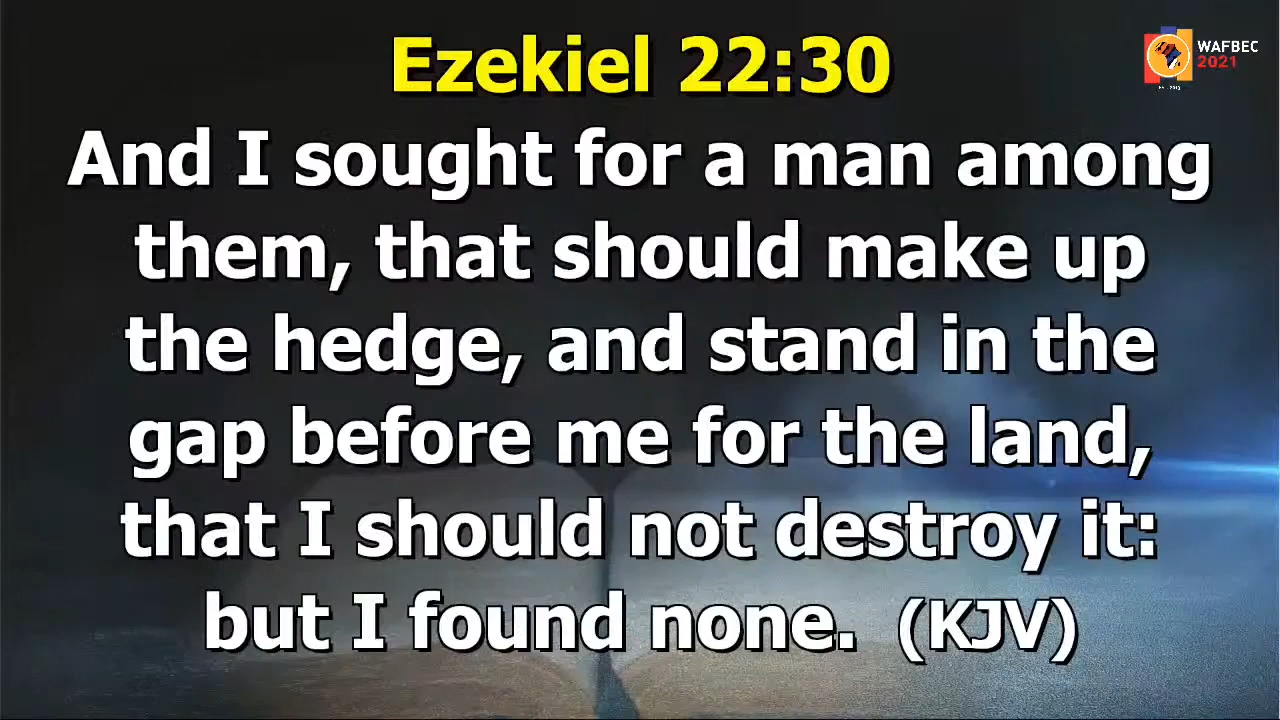 Ezekiel 22:30
WAFBEC
2021
And I sought for a man among
them, that should make up
the hedge, and stand in the
gap before me for the land,
that I should not destroy it:
but I found none. (KJV)